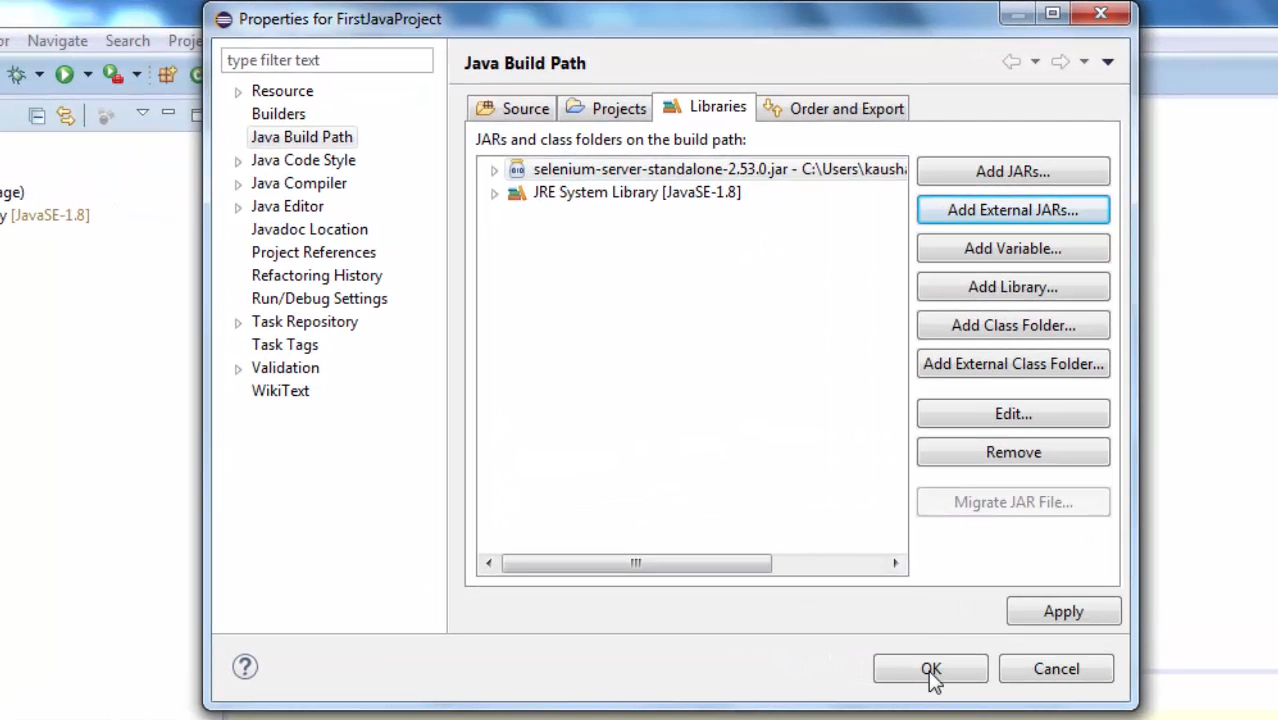 Properties for FirstJavaProject
or Navigate Search Proje
type filter text
Resource
Builders
Java Build Path
Java Code Style
Java Compiler
Java Editor
Javadoc Location
Project References
Refactoring History
Run/Debug Settings
Task Repository
Task Tags
Validation
WikiText
age)
y [JavaSE-1.8]
Java Build Path
Source Projects Libraries Order and Export
JARs and class folders on the build path:
selenium-server-standalone-2.53.0.jar - C:\Users\kausha
JRE System Library [JavaSE-1.8]
Add JARs...
Add External JARs...
Add Variable...
Add Library...
Add Class Folder...
Add External Class Folder...
Edit...
Remove
Migrate JAR File...
Apply
OK Cancel